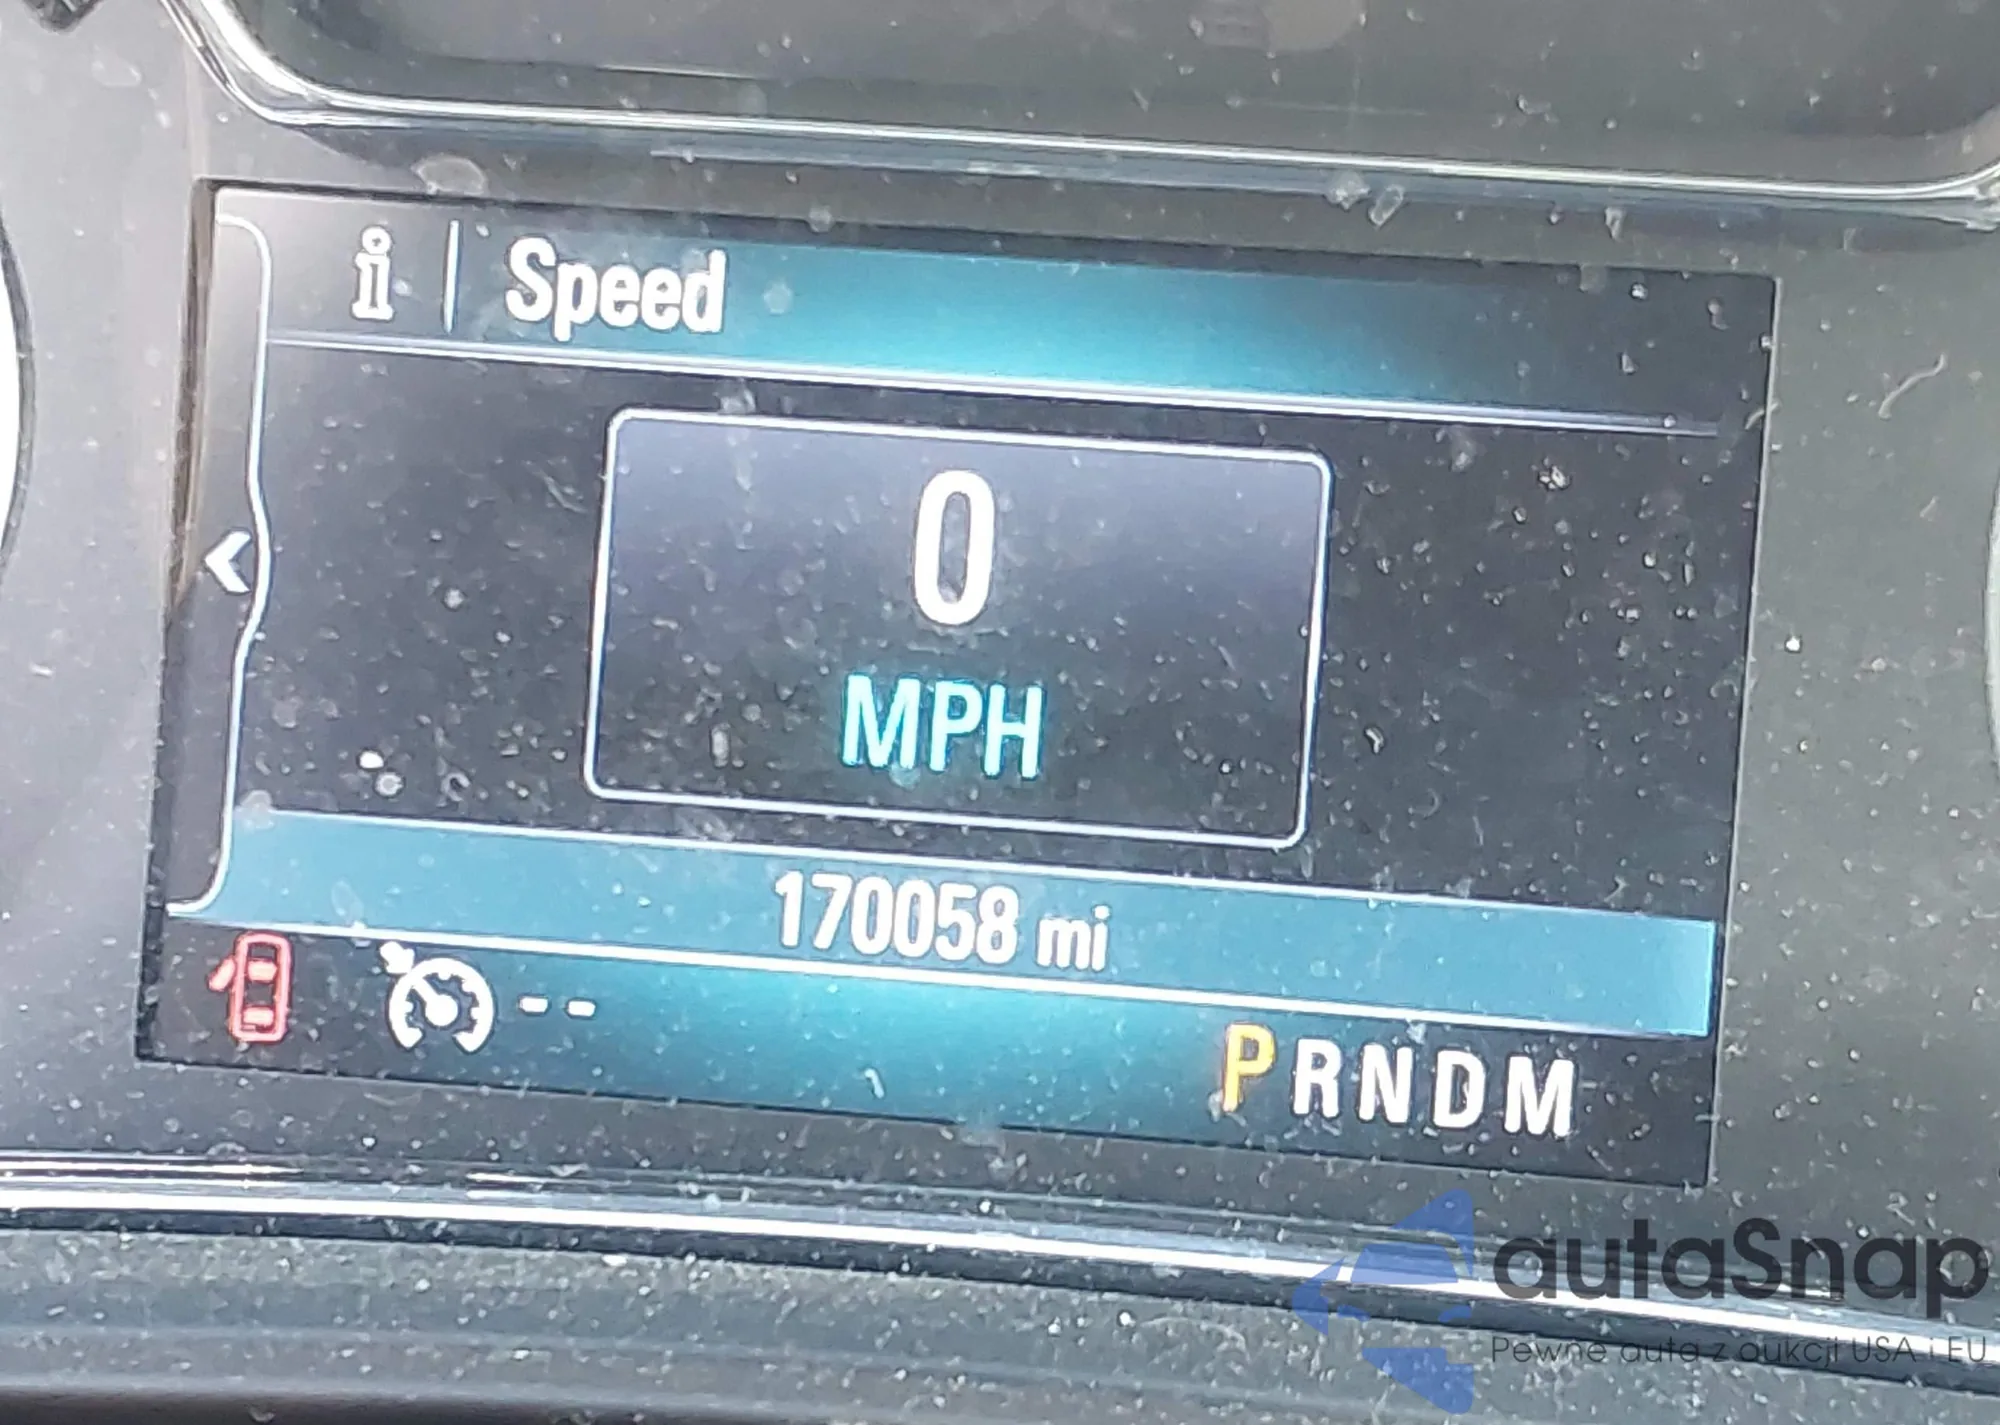 i | Speed
0
MPH
170058 mi
--
PRNDM
autaSnap
Pewne auta z aukcji USA i EU